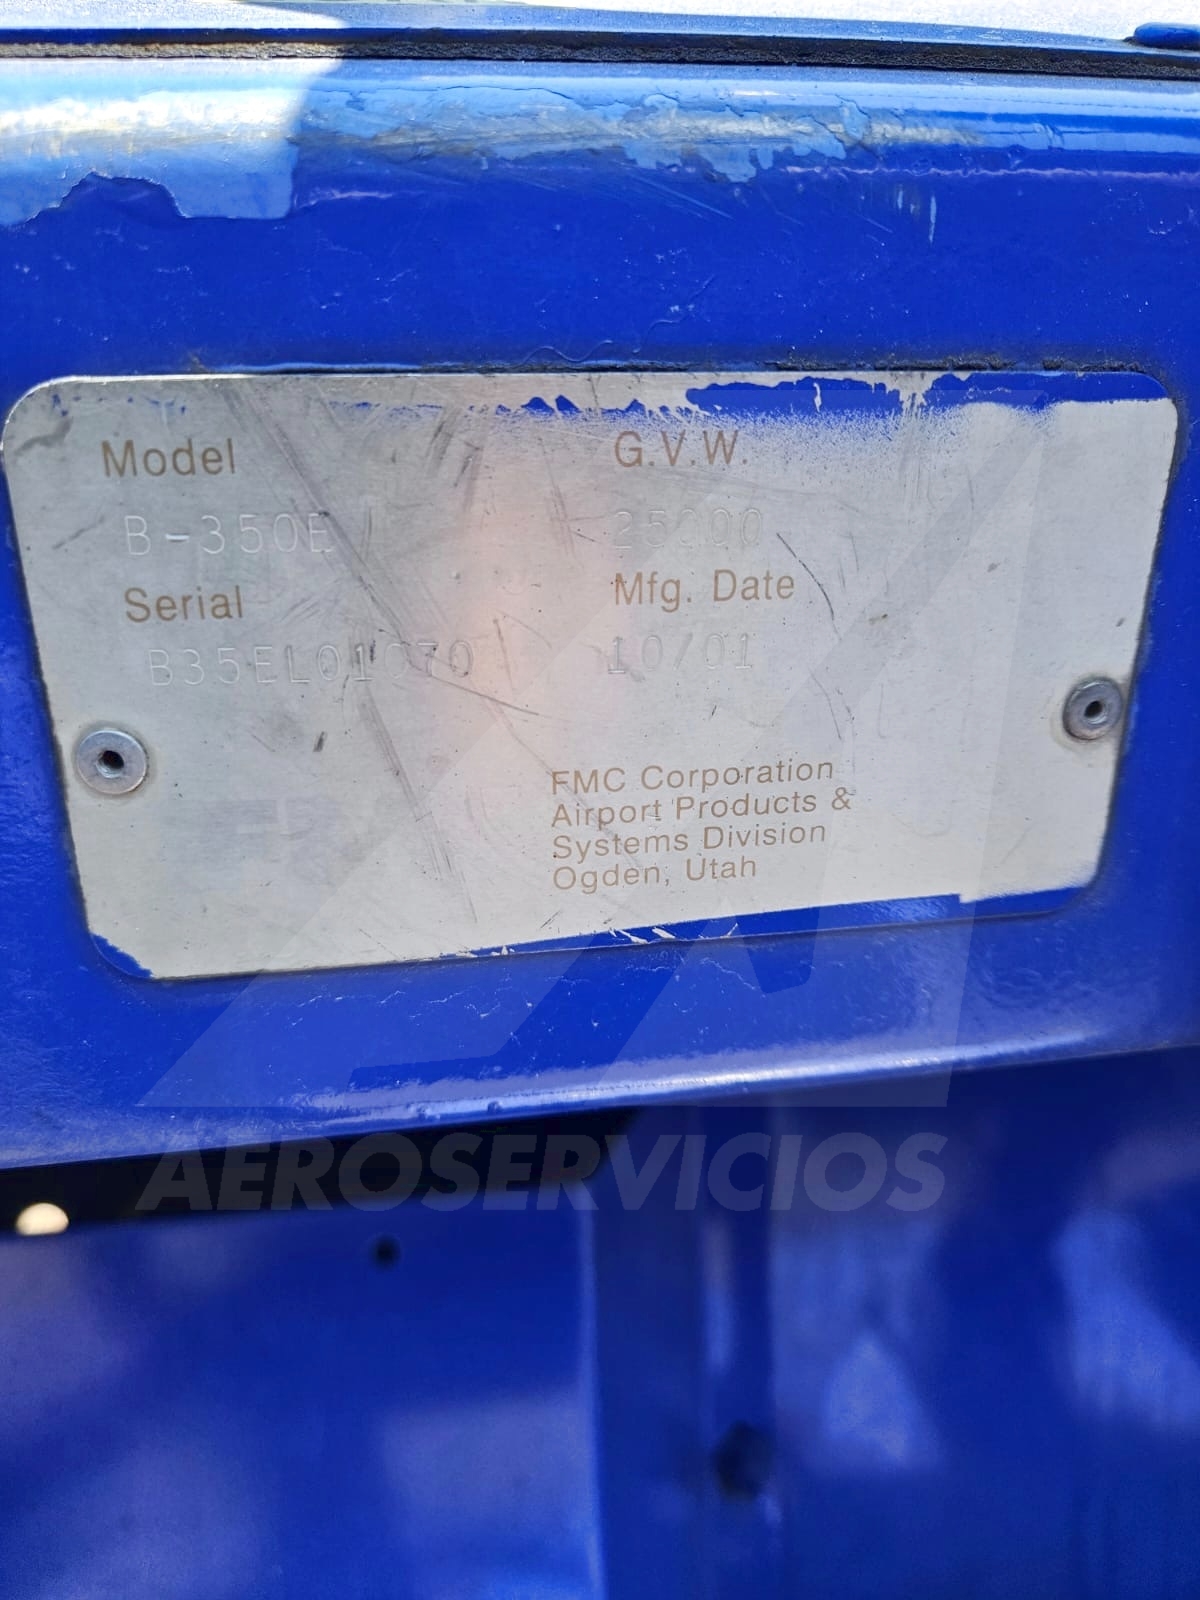 Model
B-350E
Serial
B35EL01070
G.V.W.
25000
Mfg. Date
10/01
FMC Corporation
Airport Products &
Systems Division
Ogden, Utah
AEROSERVICIOS